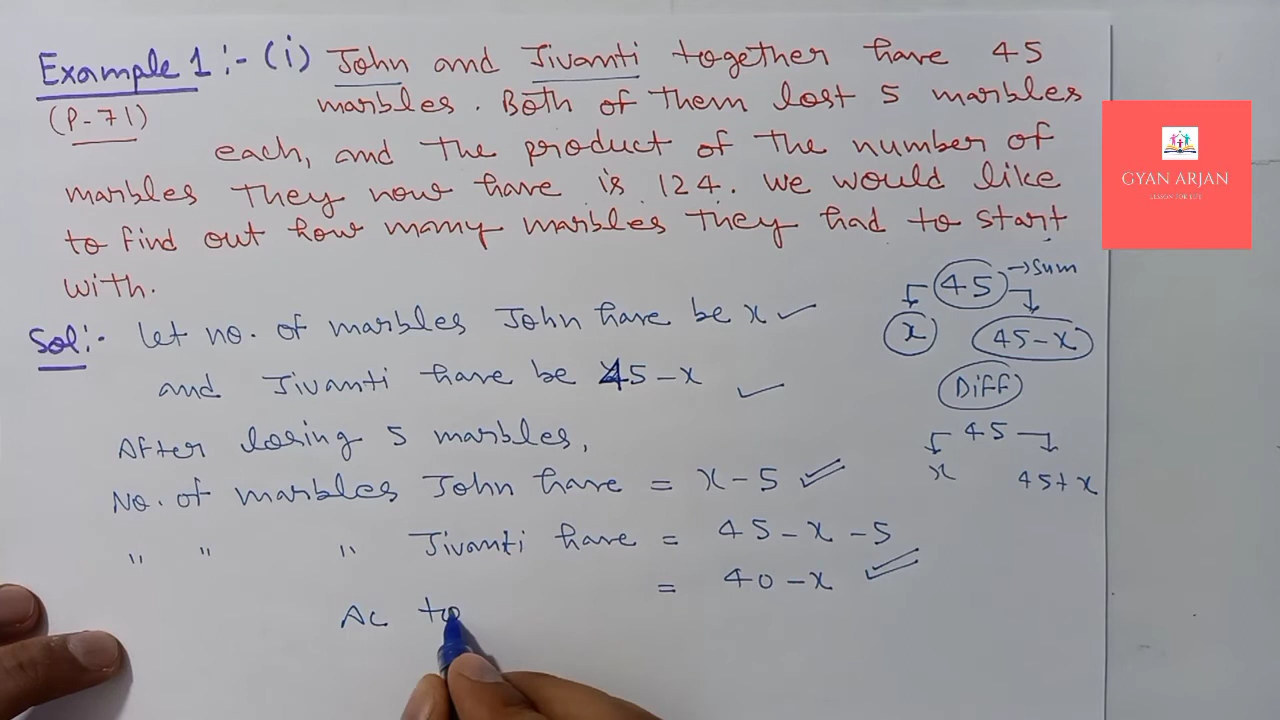 Example 1:- (i) John and Jivanti together have 45
(P-71)
marbles. Both of them lost 5 marbles
each, and the product of the number of
marbles they now have is 124. We would like
to find out how many marbles they had to start
with.
Sol:- let no. of marbles John have be x ✓
and Jivanti have be 45-x ✓
After losing 5 marbles,
No. of marbles John have = x-5 ✓
" " " Jivanti have = 45-x-5
= 40-x ✓
Ac to
45 → Sum
x 45-x
Diff
45
x 45+x
GYAN ARJAN
LESSON FOR LIFE